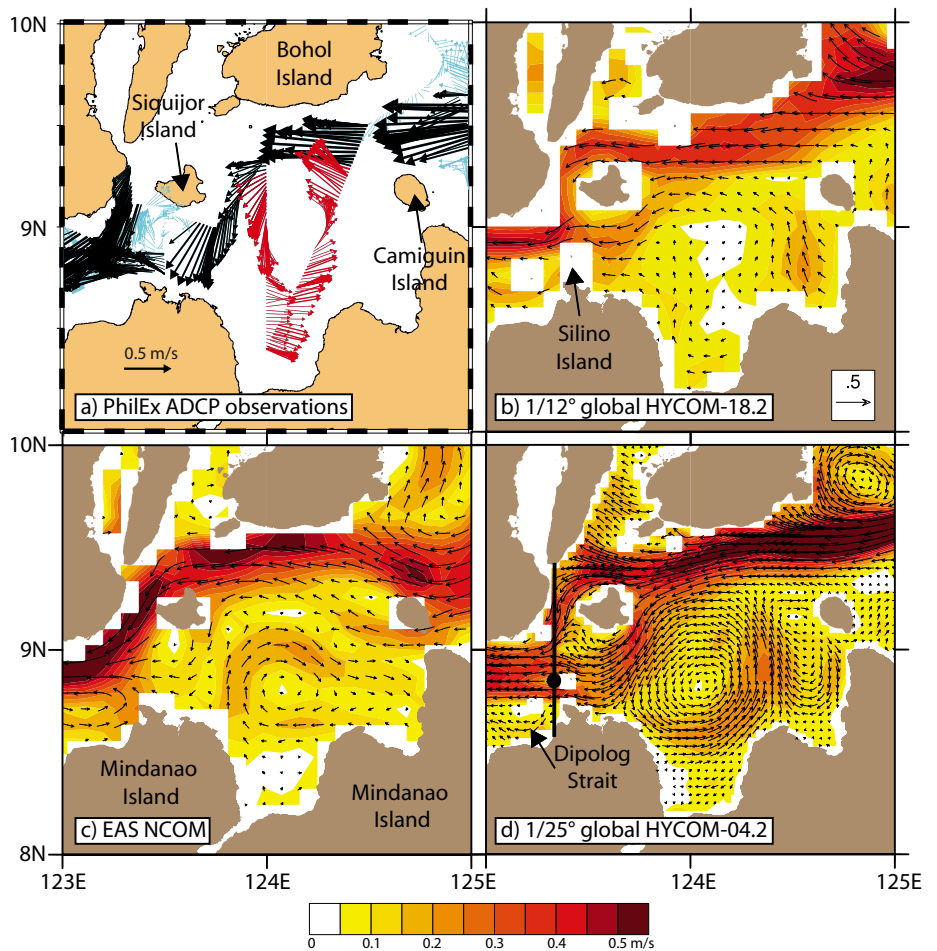 10N
Bohol
Island
Siquijor
Island
9N
Camiguin
Island
0.5 m/s
a) PhilEx ADCP observations
Silino
Island
.5
b) 1/12° global HYCOM-18.2
10N
9N
Mindanao
Island
Mindanao
Island
c) EAS NCOM
8N
Dipolog
Strait
d) 1/25° global HYCOM-04.2
123E
124E
125E
124E
125E
0
0.1
0.2
0.3
0.4
0.5 m/s